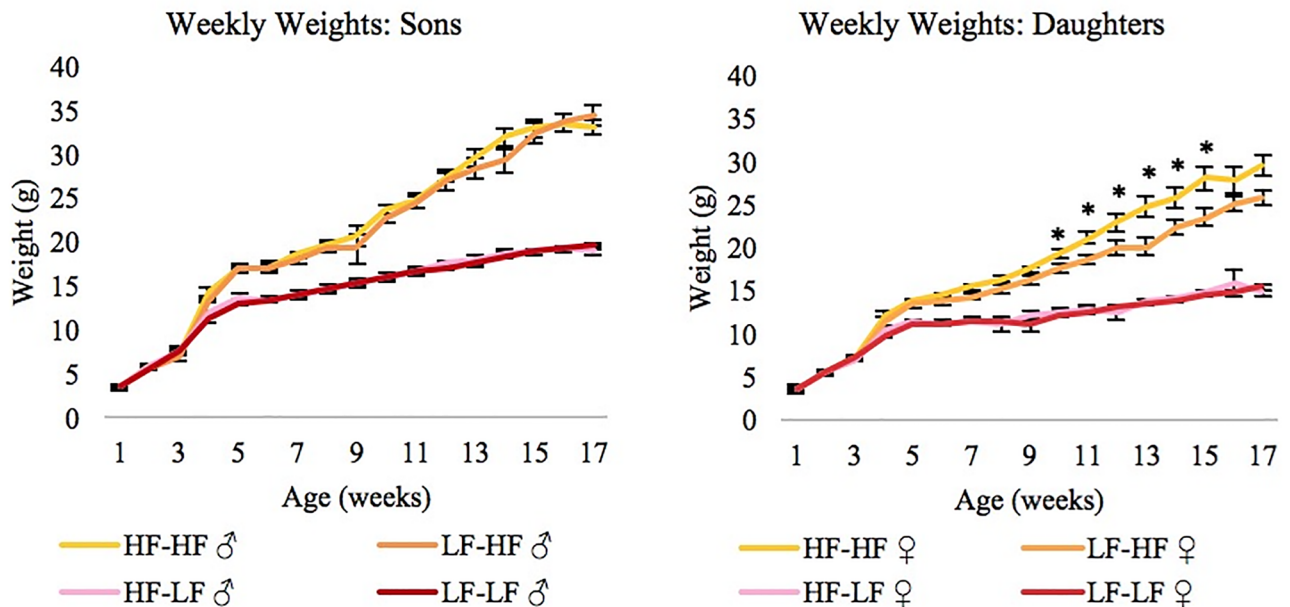 Weekly Weights: Sons
40
35
30
25
20
15
10
5
0
Weight (g)
1 3 5 7 9 11 13 15 17
Age (weeks)
HF-HF ♂ LF-HF ♂
HF-LF ♂ LF-LF ♂
Weekly Weights: Daughters
40
35
30
25
20
15
10
5
0
Weight (g)
* * * * * *
1 3 5 7 9 11 13 15 17
Age (weeks)
HF-HF ♀ LF-HF ♀
HF-LF ♀ LF-LF ♀